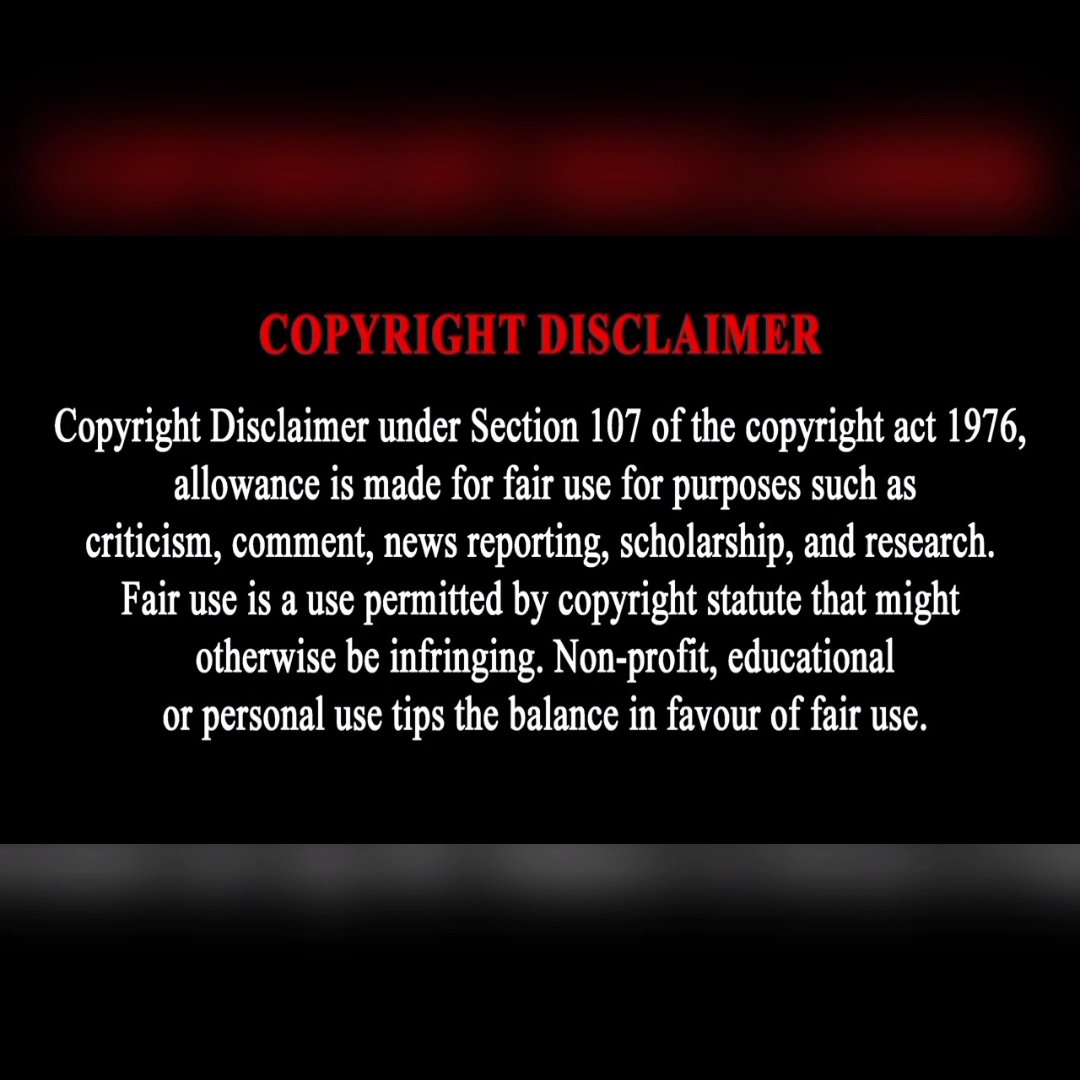 COPYRIGHT DISCLAIMER
Copyright Disclaimer under Section 107 of the copyright act 1976,
allowance is made for fair use for purposes such as
criticism, comment, news reporting, scholarship, and research.
Fair use is a use permitted by copyright statute that might
otherwise be infringing. Non-profit, educational
or personal use tips the balance in favour of fair use.